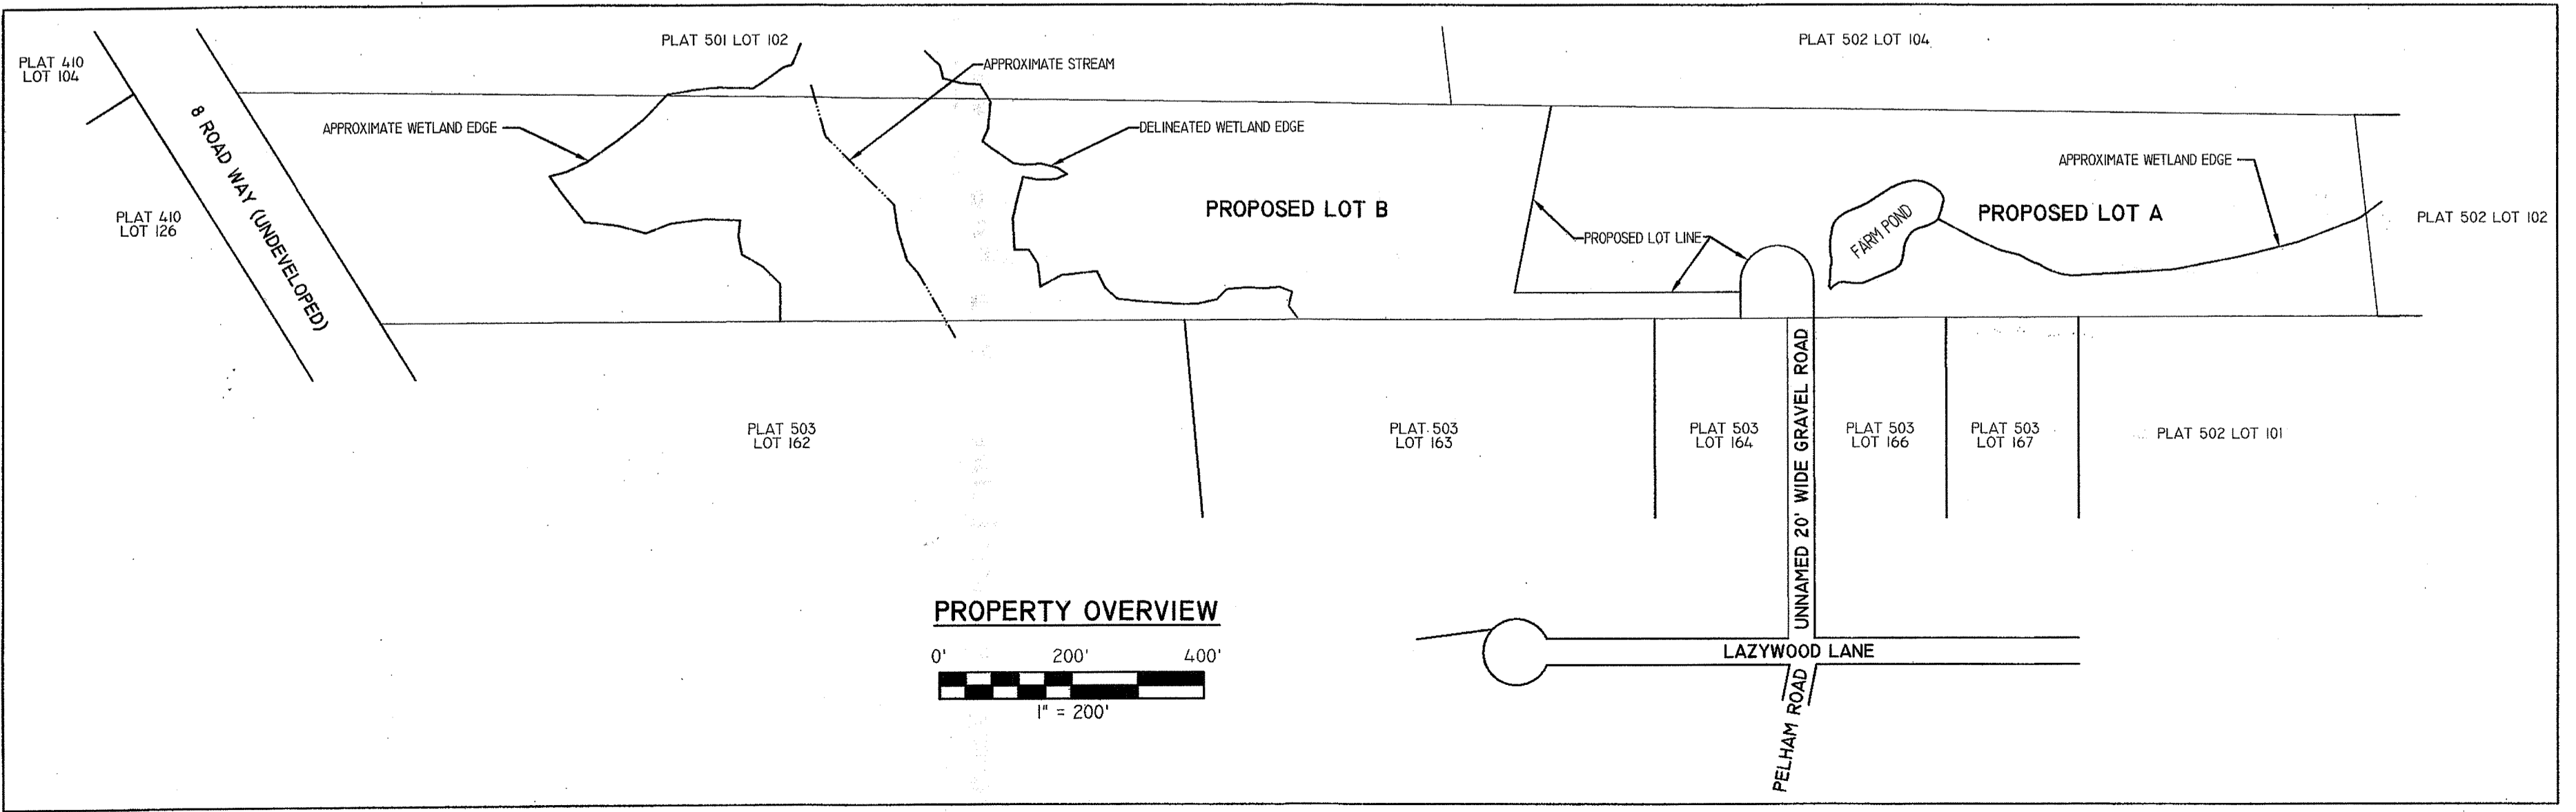 PLAT 410
LOT 104
PLAT 501 LOT 102
APPROXIMATE STREAM
PLAT 502 LOT 104
APPROXIMATE WETLAND EDGE
DELINEATED WETLAND EDGE
APPROXIMATE WETLAND EDGE
8 ROAD WAY (UNDEVELOPED)
PLAT 410
LOT 126
PROPOSED LOT B
PROPOSED LOT LINE
FARM POND
PROPOSED LOT A
PLAT 502 LOT 102
PLAT 503
LOT 162
PLAT 503
LOT 163
PLAT 503
LOT 164
UNNAMED 20' WIDE GRAVEL ROAD
PLAT 503
LOT 166
PLAT 503
LOT 167
PLAT 502 LOT 101
PROPERTY OVERVIEW
0' 200' 400'
1" = 200'
LAZYWOOD LANE
PELHAM ROAD